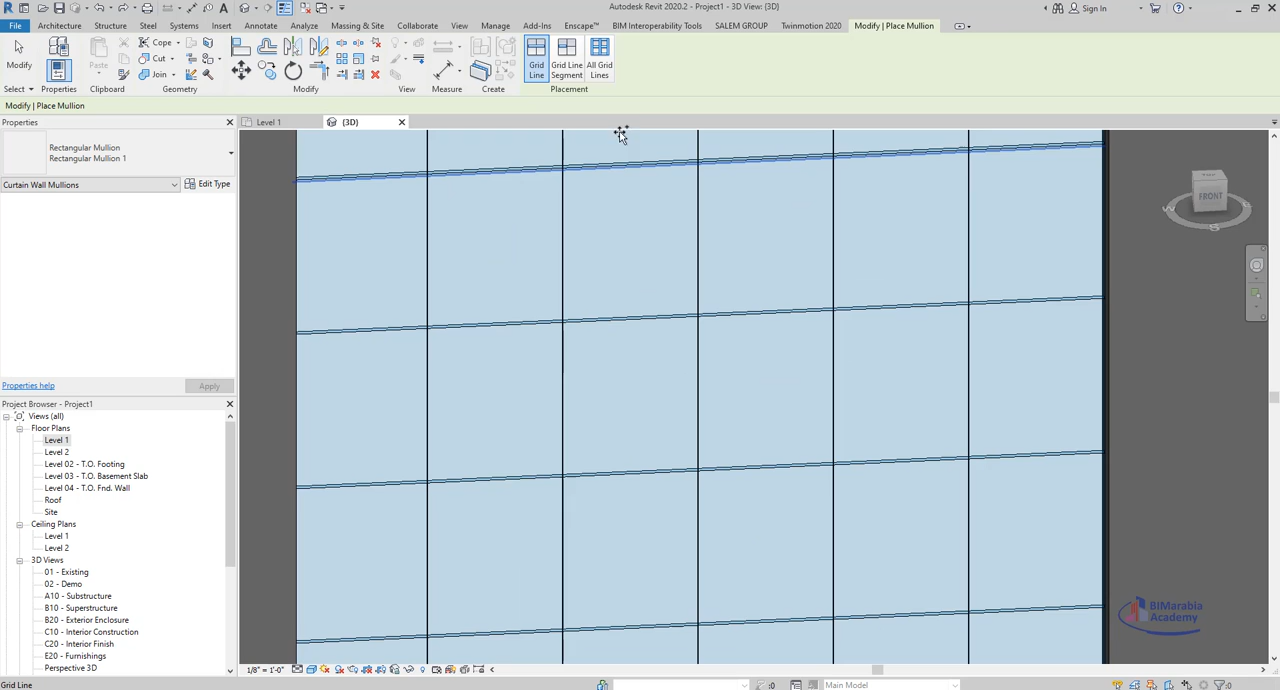 Autodesk Revit 2020.2 - Project1 - 3D View: {3D}
Sign In
File Architecture Structure Steel Systems Insert Annotate Analyze Massing & Site Collaborate View Manage Add-Ins Enscape™ BIM Interoperability Tools SALEM GROUP Twinmotion 2020 Modify | Place Mullion
Modify Paste Cope Cut Join Grid Line Grid Line Segment All Grid Lines
Select Properties Clipboard Geometry Modify View Measure Create Placement
Modify | Place Mullion
Properties
Level 1
{3D}
Rectangular Mullion
Rectangular Mullion 1
Curtain Wall Mullions
Edit Type
FRONT
Properties help
Apply
Project Browser - Project1
Views (all)
Floor Plans
Level 1
Level 2
Level 02 - T.O. Footing
Level 03 - T.O. Basement Slab
Level 04 - T.O. Fnd. Wall
Roof
Site
Ceiling Plans
Level 1
Level 2
3D Views
01 - Existing
02 - Demo
A10 - Substructure
B10 - Superstructure
B20 - Exterior Enclosure
C10 - Interior Construction
C20 - Interior Finish
E20 - Furnishings
Perspective 3D
BIMarabia
Academy
1/8" = 1'-0"
Grid Line
:0
Main Model
:0